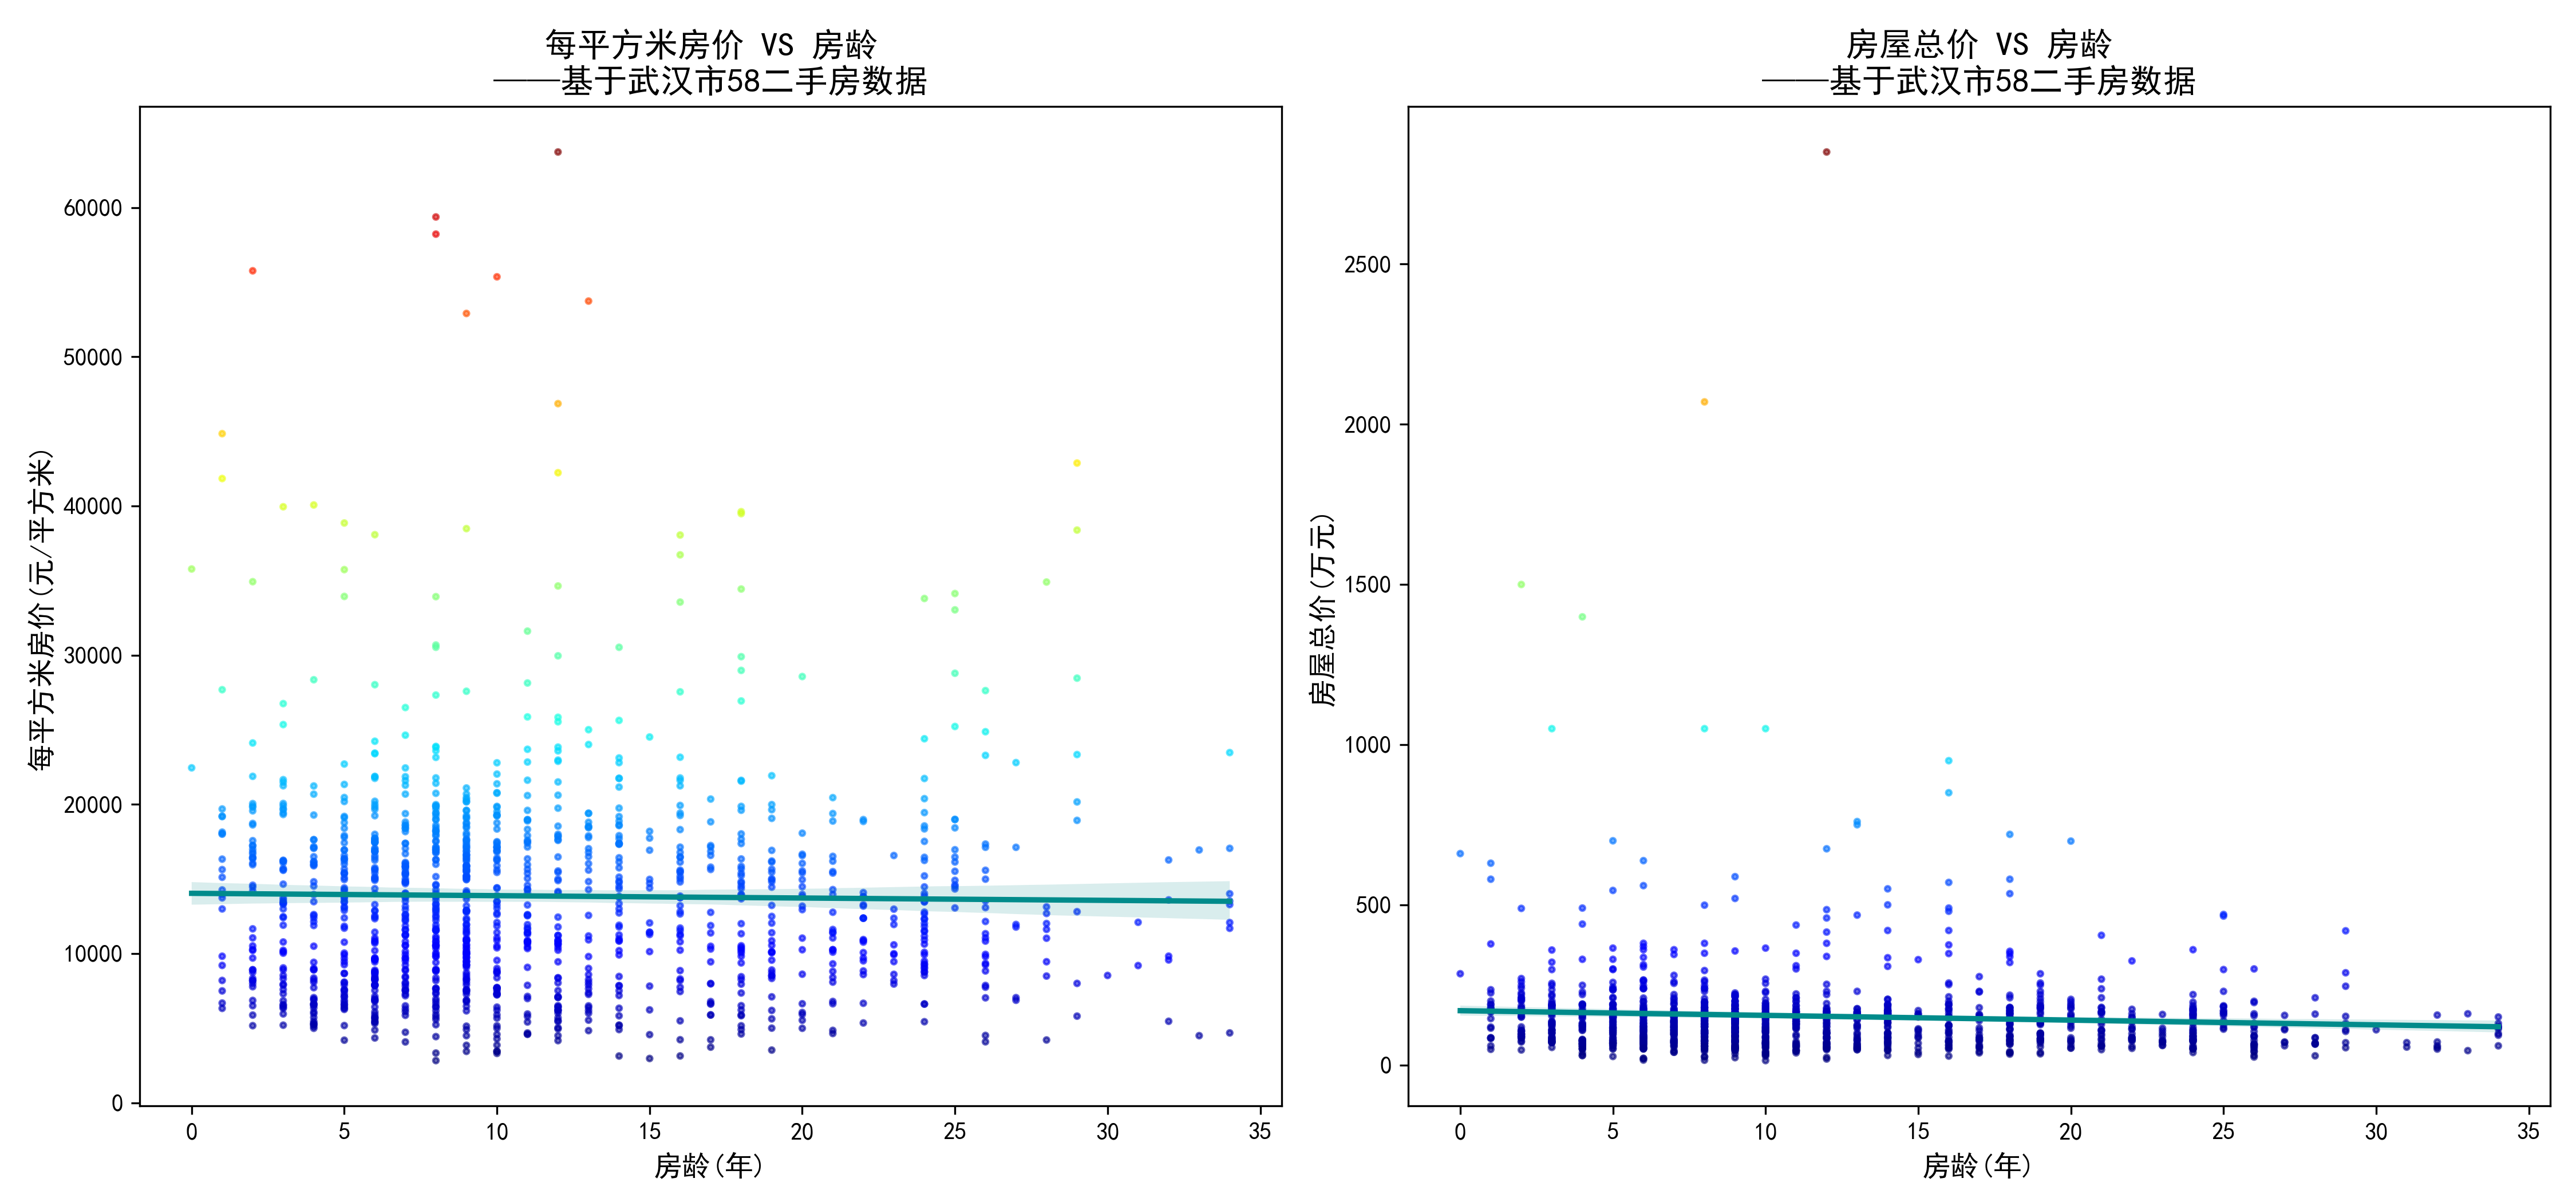 每平方米房价 VS 房龄
——基于武汉市58二手房数据
每平方米房价(元/平方米)
60000
50000
40000
30000
20000
10000
0
0 5 10 15 20 25 30 35
房龄(年)
房屋总价 VS 房龄
——基于武汉市58二手房数据
房屋总价(万元)
2500
2000
1500
1000
500
0
0 5 10 15 20 25 30 35
房龄(年)